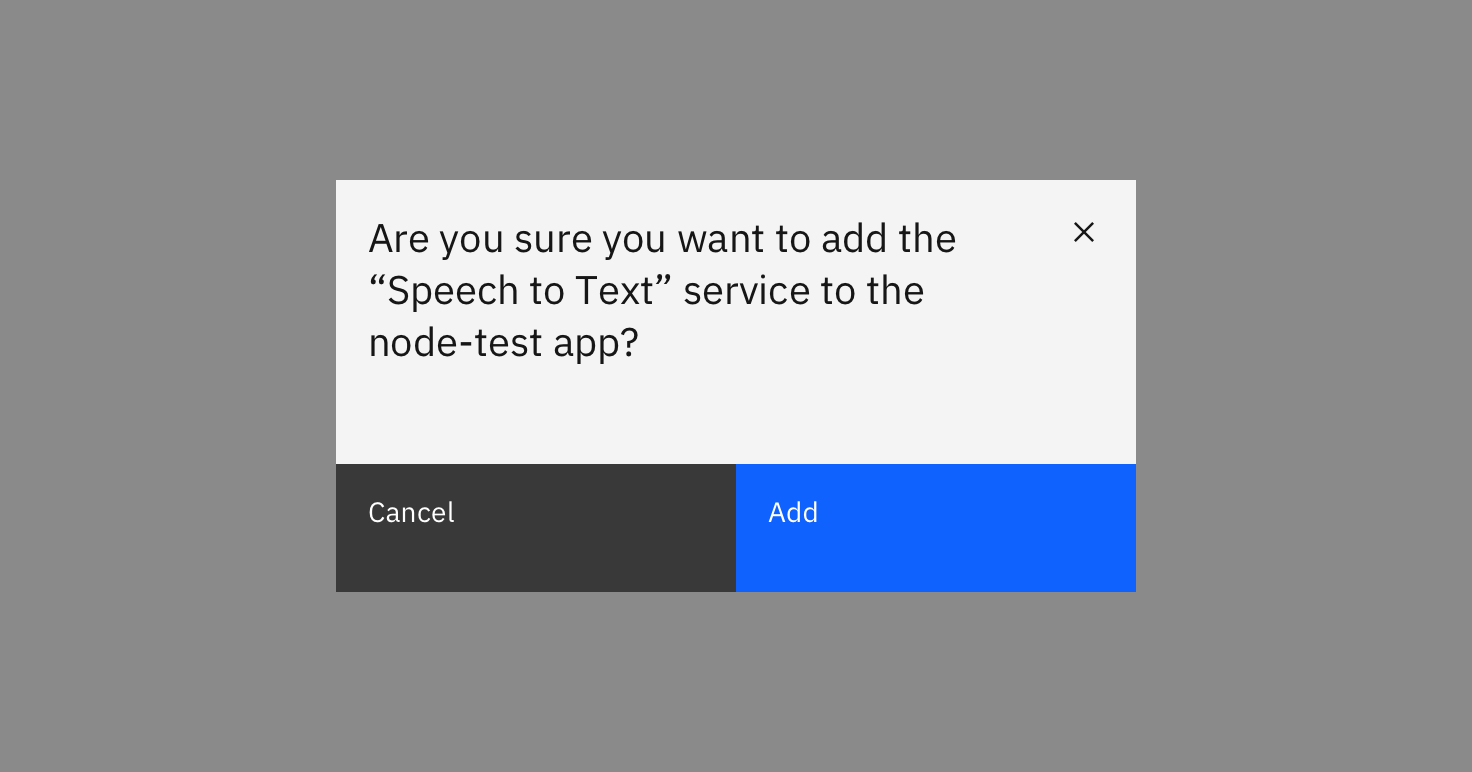 Are you sure you want to add the
“Speech to Text” service to the
node-test app?
Cancel
Add